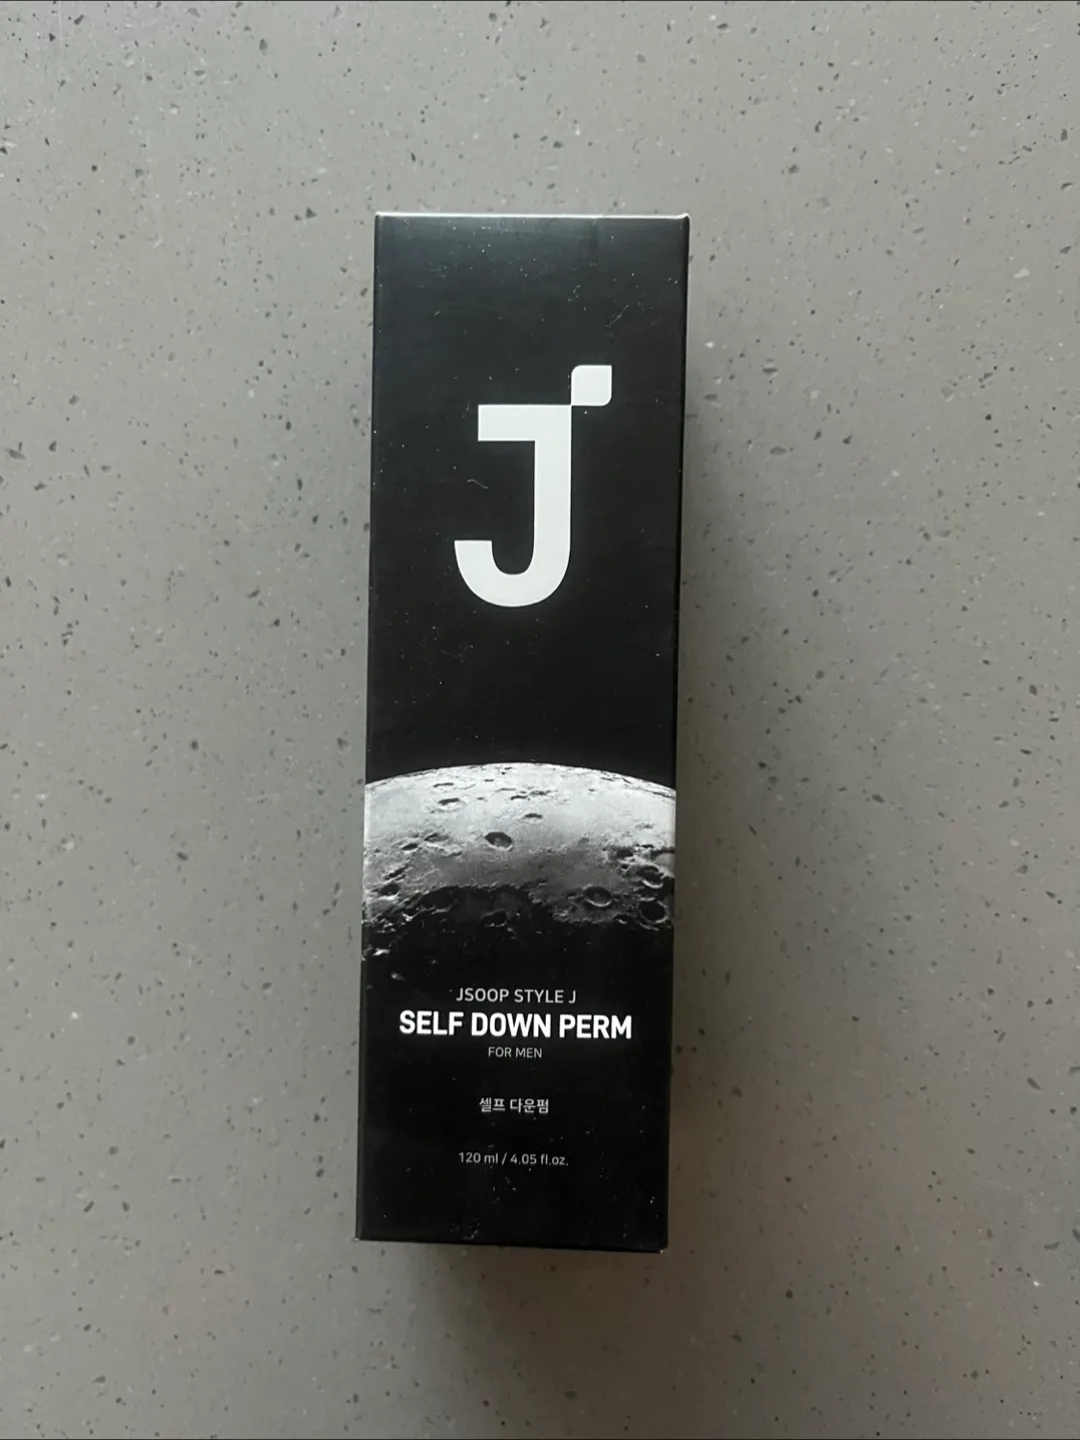 J
JSOOP STYLE J
SELF DOWN PERM
FOR MEN
셀프 다운펌
120 ml / 4.05 fl.oz.